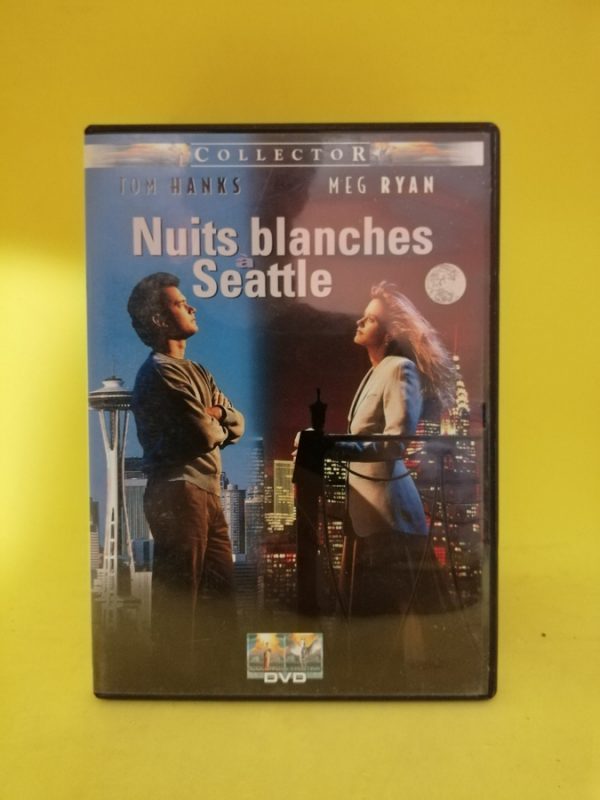 COLLECTOR
TOM HANKS MEG RYAN
Nuits blanches
à
Seattle
DVD